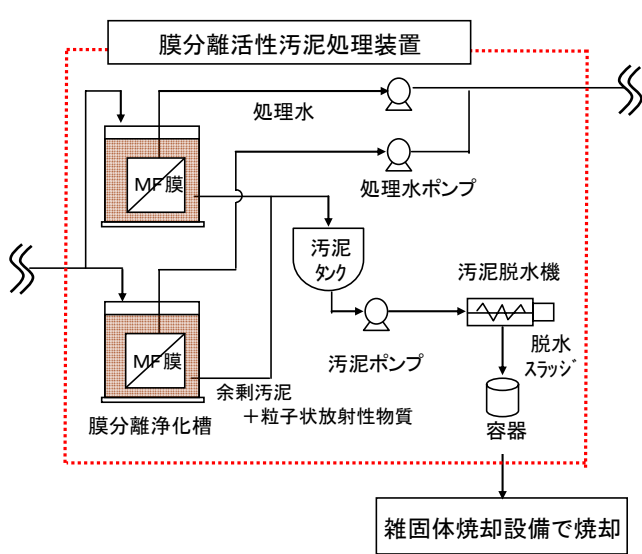 膜分離活性汚泥処理装置
処理水
MF膜
処理水ポンプ
汚泥
タンク
汚泥脱水機
MF膜
汚泥ポンプ
脱水
スラッジ
余剰汚泥
+粒子状放射性物質
膜分離浄化槽
容器
雑固体焼却設備で焼却